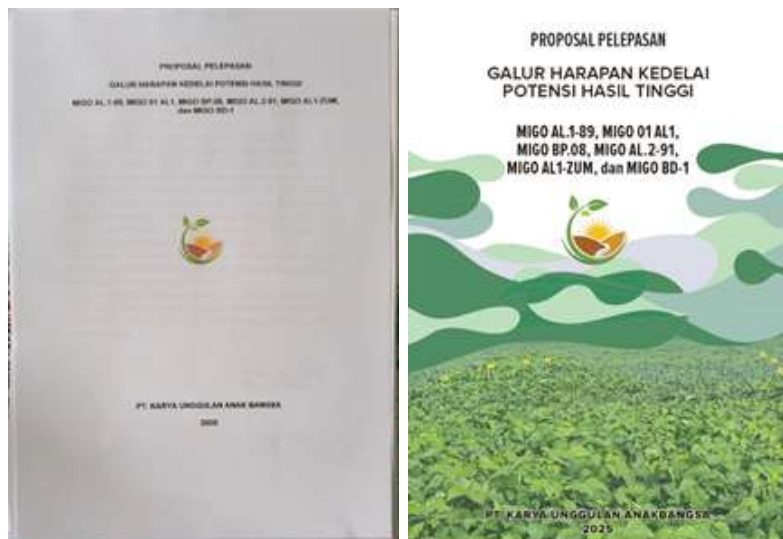 PROPOSAL PELEPASAN
GALUR HARAPAN KEDELAI POTENSI HASIL TINGGI
MIGO AL.1-89, MIGO 01 AL1, MIGO BP.08, MIGO AL.2-91, MIGO AL1-ZUM,
dan MIGO BD-1
PT. KARYA UNGGULAN ANAK BANGSA
2025
PROPOSAL PELEPASAN
GALUR HARAPAN KEDELAI
POTENSI HASIL TINGGI
MIGO AL.1-89, MIGO 01 AL1,
MIGO BP.08, MIGO AL.2-91,
MIGO AL1-ZUM, dan MIGO BD-1
PT. KARYA UNGGULAN ANAKBANGSA
2025